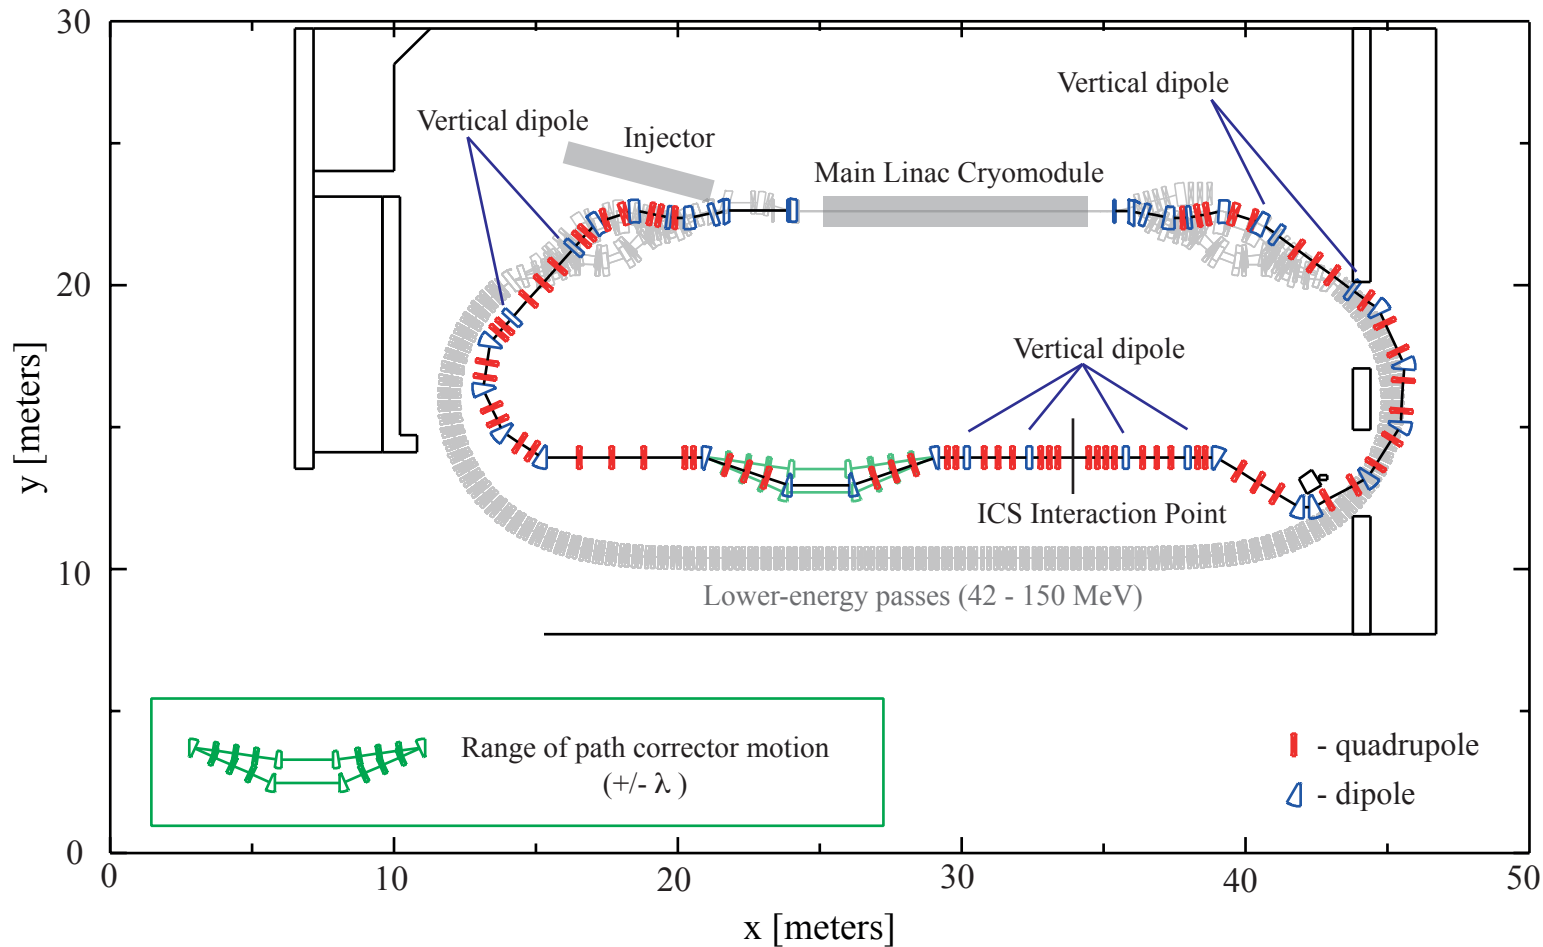 30
20
10
0
y [meters]
Vertical dipole
Injector
Main Linac Cryomodule
Vertical dipole
Vertical dipole
ICS Interaction Point
Lower-energy passes (42 - 150 MeV)
Range of path corrector motion
(+/- λ )
- quadrupole
- dipole
0
10
20
30
40
50
x [meters]